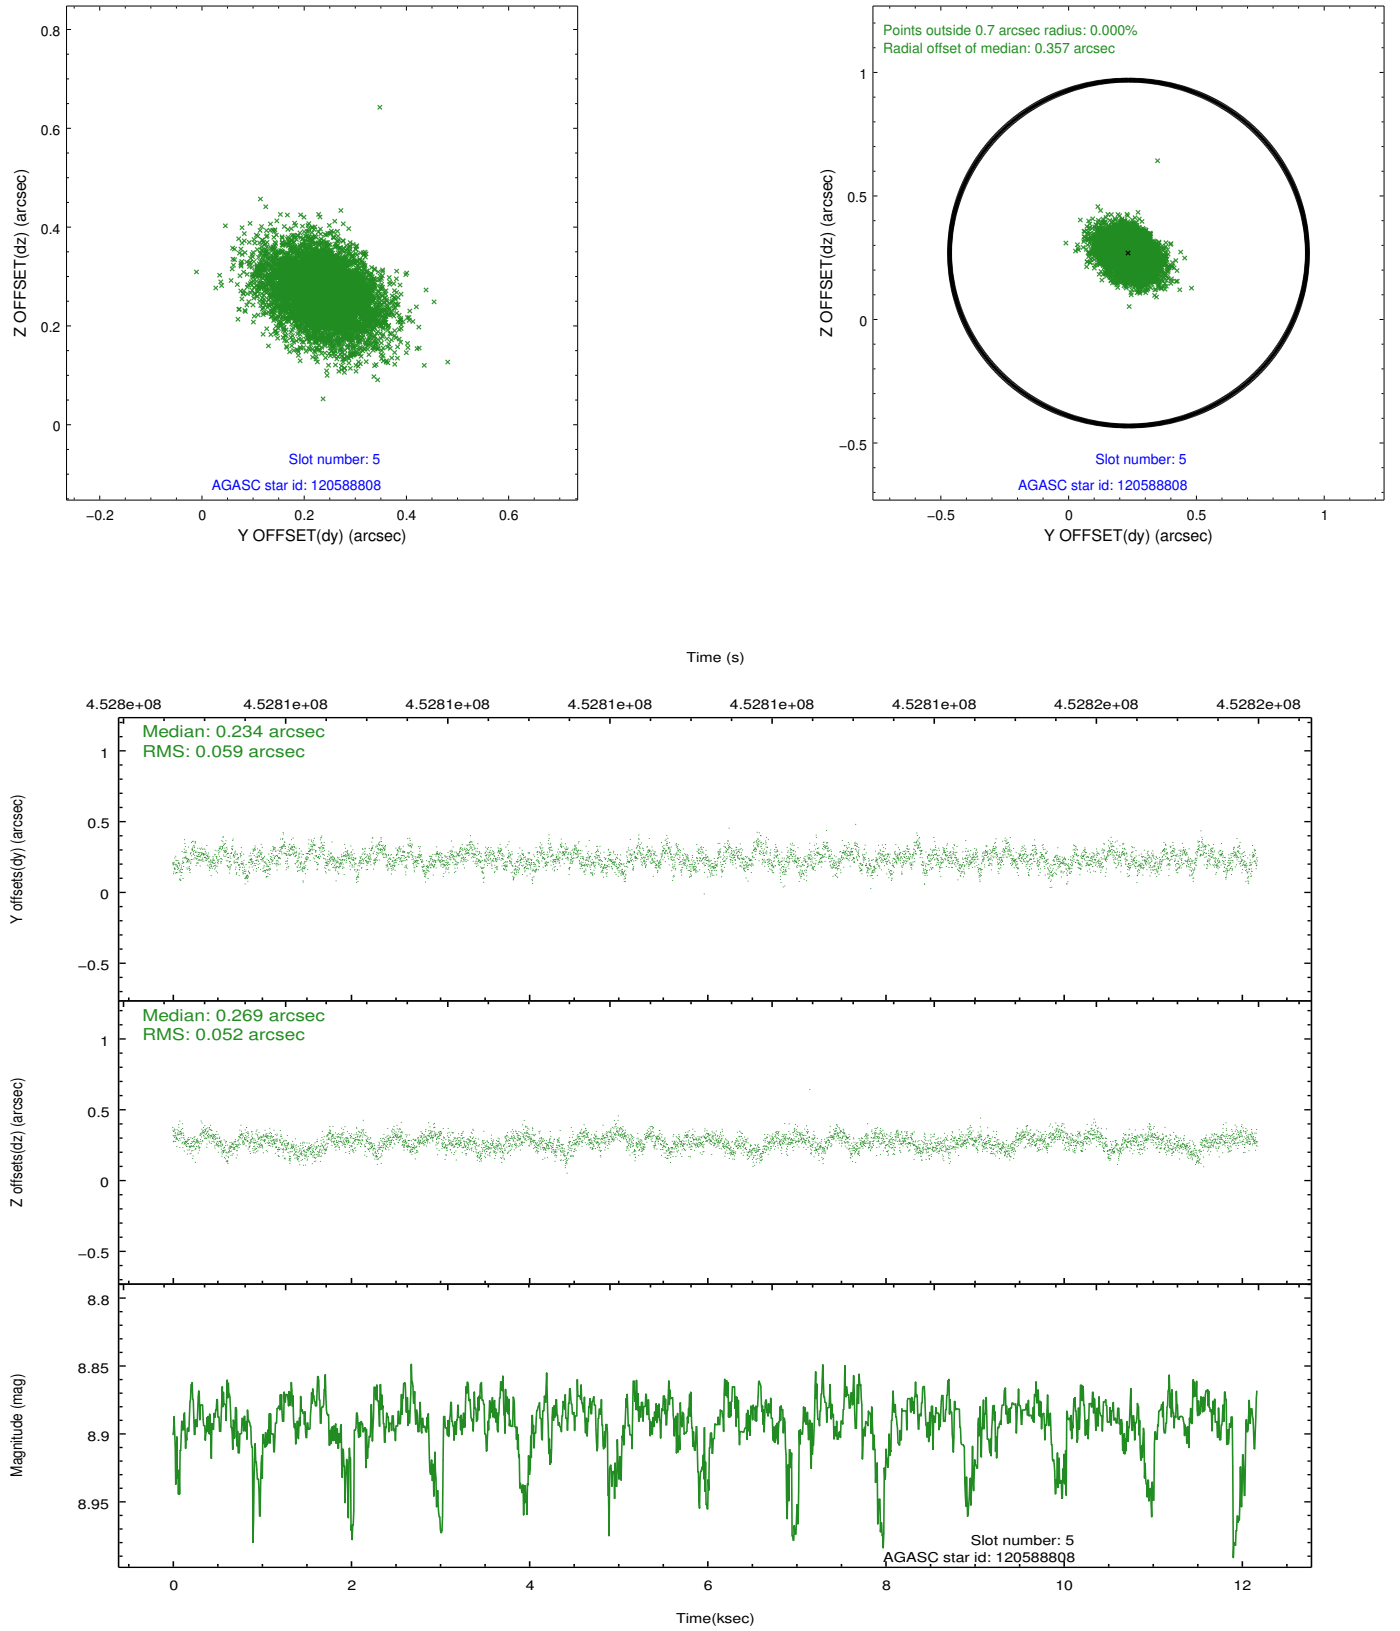 0.8
0.6
0.4
0.2
0
Z OFFSET(dz) (arcsec)
Slot number: 5
AGASC star id: 120588808
−0.2 0 0.2 0.4 0.6
Y OFFSET(dy) (arcsec)
Points outside 0.7 arcsec radius: 0.000%
Radial offset of median: 0.357 arcsec
1
0.5
0
−0.5
Z OFFSET(dz) (arcsec)
Slot number: 5
AGASC star id: 120588808
−0.5 0 0.5 1
Y OFFSET(dy) (arcsec)
Time (s)
4.528e+08 4.5281e+08 4.5281e+08 4.5281e+08 4.5281e+08 4.5281e+08 4.5282e+08 4.5282e+08
Median: 0.234 arcsec
RMS: 0.059 arcsec
1
0.5
0
−0.5
Y offsets(dy) (arcsec)
Median: 0.269 arcsec
RMS: 0.052 arcsec
1
0.5
0
−0.5
Z offsets(dz) (arcsec)
8.8
8.85
8.9
8.95
Magnitude (mag)
Slot number: 5
AGASC star id: 120588808
0 2 4 6 8 10 12
Time(ksec)